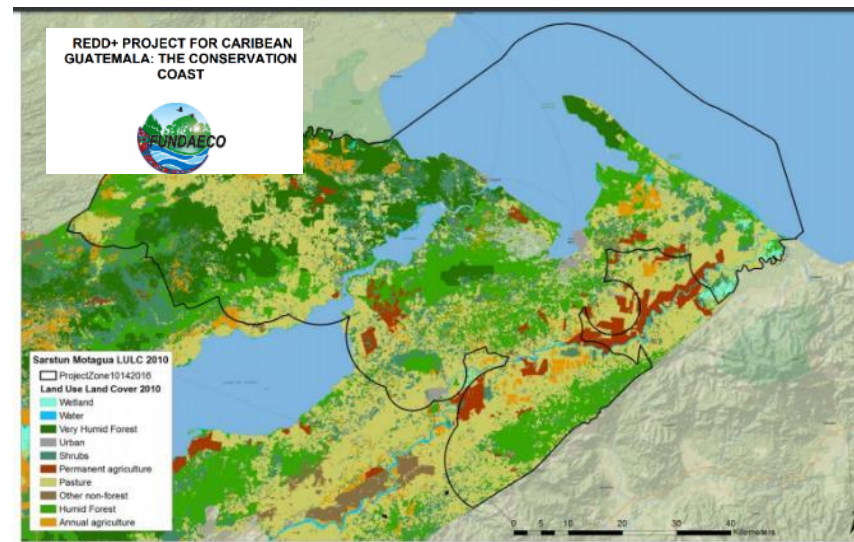 REDD+ PROJECT FOR CARIBEAN
GUATEMALA: THE CONSERVATION
COAST
FUNDAECO
Sarstun Motagua LULC 2010
ProjectZone10142016
Land Use Land Cover 2010
Wetland
Water
Very Humid Forest
Urban
Shrubs
Permanent agriculture
Pasture
Other non-forest
Humid Forest
Annual agriculture
0 5 10 20 30 40
Kilometers